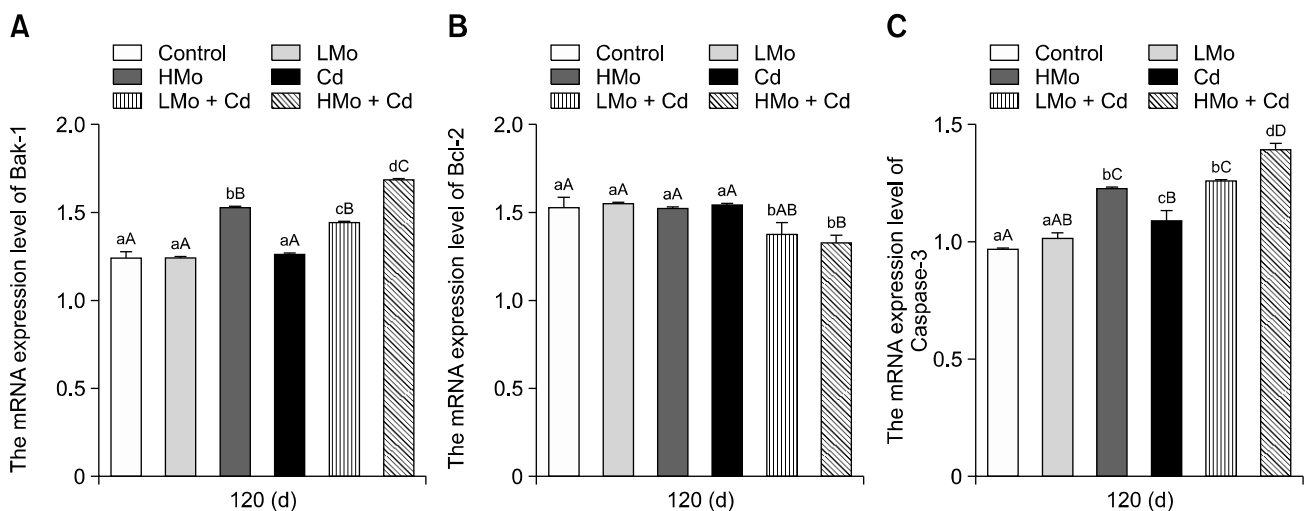 A
Control LMo
HMo Cd
LMo + Cd HMo + Cd
The mRNA expression level of Bak-1
2.0
1.5
1.0
0.5
0
aA aA bB aA cB dC
120 (d)
B
Control LMo
HMo Cd
LMo + Cd HMo + Cd
The mRNA expression level of Bcl-2
2.0
1.5
1.0
0.5
0
aA aA aA aA bAB bB
120 (d)
C
Control LMo
HMo Cd
LMo + Cd HMo + Cd
The mRNA expression level of
Caspase-3
1.5
1.0
0.5
0
aA aAB bC cB bC dD
120 (d)